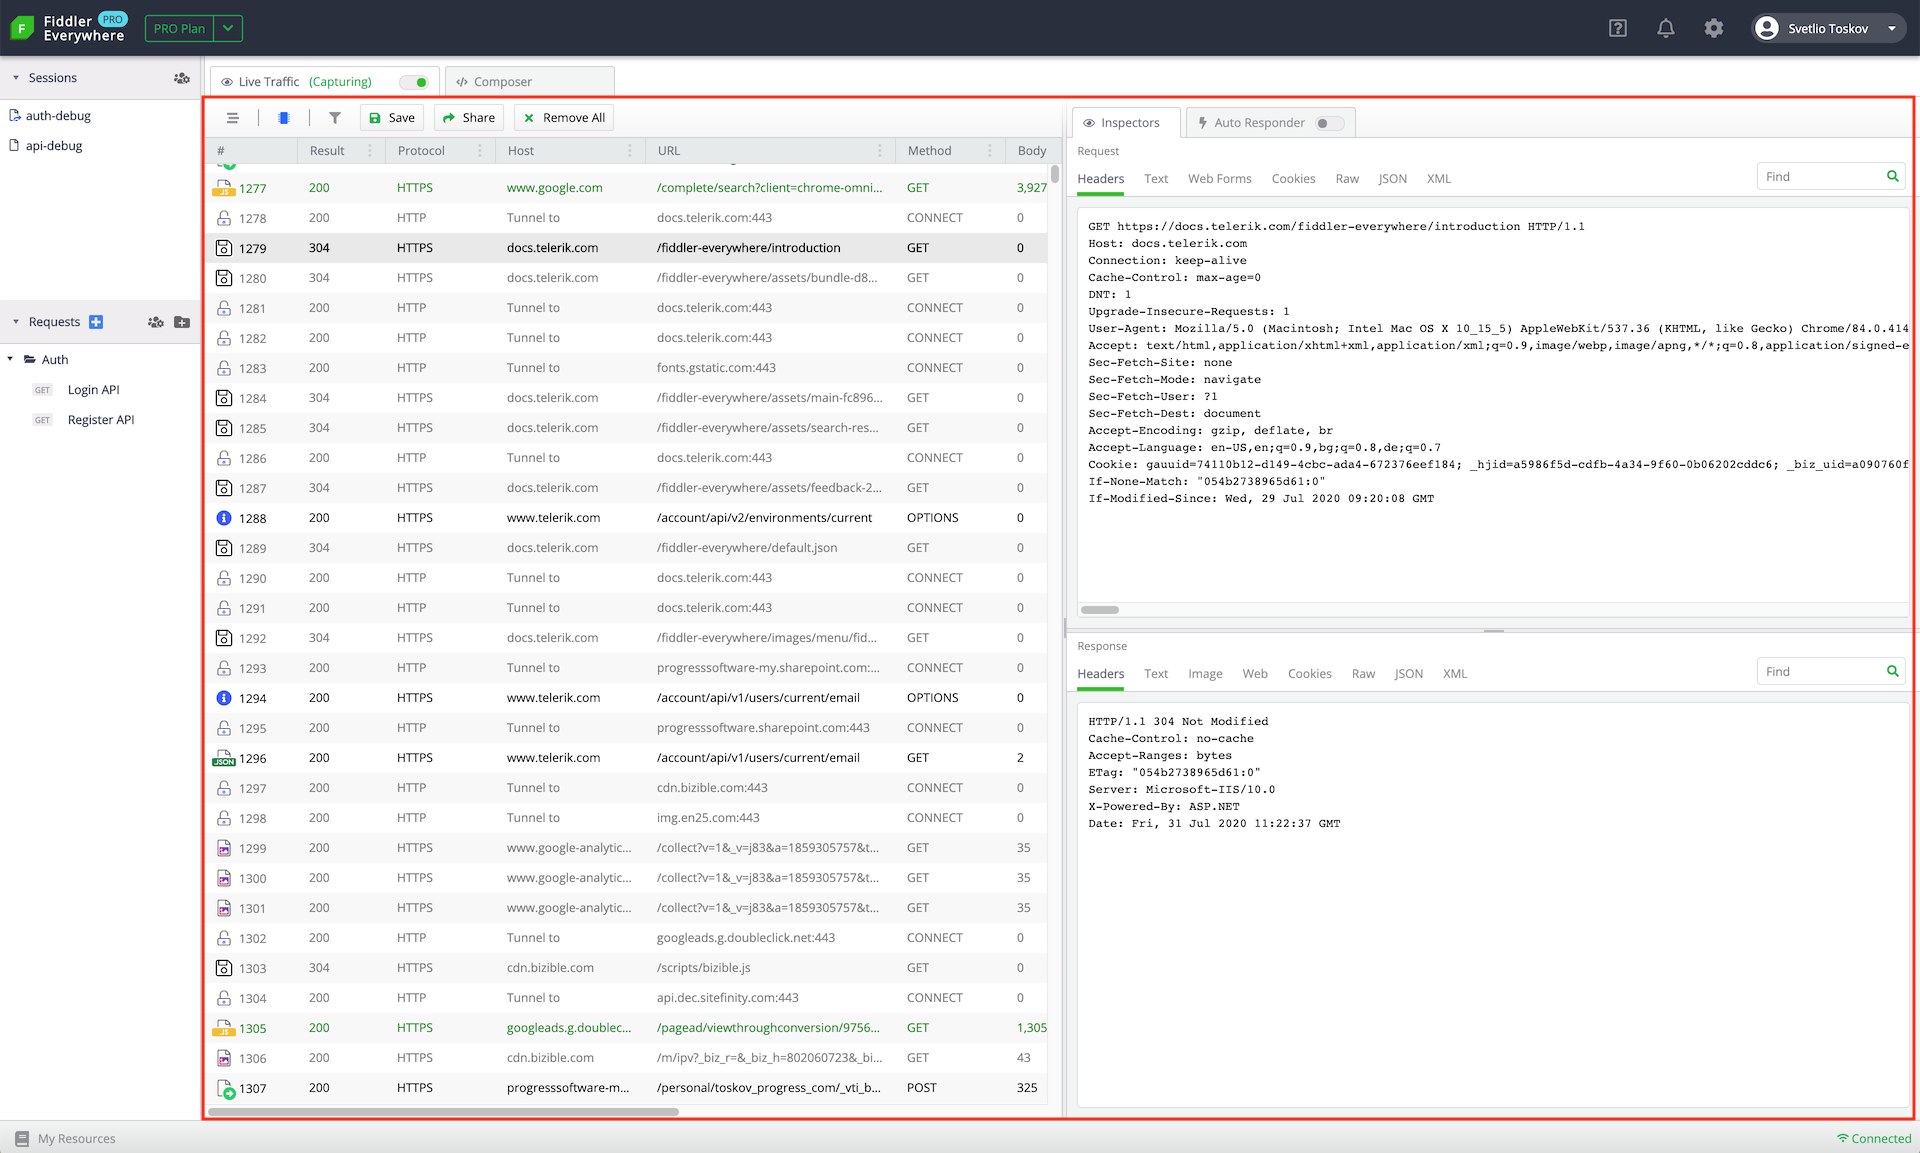 Fiddler PRO
Everywhere
PRO Plan
Svetlio Toskov
Sessions
auth-debug
api-debug
Requests
Auth
GET Login API
GET Register API
Live Traffic (Capturing)
Composer
Save Share Remove All
# Result Protocol Host URL Method Body
JS 1277 200 HTTPS www.google.com /complete/search?client=chrome-omni... GET 3,927
1278 200 HTTP Tunnel to docs.telerik.com:443 CONNECT 0
1279 304 HTTPS docs.telerik.com /fiddler-everywhere/introduction GET 0
1280 304 HTTPS docs.telerik.com /fiddler-everywhere/assets/bundle-d8... GET 0
1281 200 HTTP Tunnel to docs.telerik.com:443 CONNECT 0
1282 200 HTTP Tunnel to docs.telerik.com:443 CONNECT 0
1283 200 HTTP Tunnel to fonts.gstatic.com:443 CONNECT 0
1284 304 HTTPS docs.telerik.com /fiddler-everywhere/assets/main-fc896... GET 0
1285 304 HTTPS docs.telerik.com /fiddler-everywhere/assets/search-res... GET 0
1286 200 HTTP Tunnel to docs.telerik.com:443 CONNECT 0
1287 304 HTTPS docs.telerik.com /fiddler-everywhere/assets/feedback-2... GET 0
1288 200 HTTPS www.telerik.com /account/api/v2/environments/current OPTIONS 0
1289 304 HTTPS docs.telerik.com /fiddler-everywhere/default.json GET 0
1290 200 HTTP Tunnel to docs.telerik.com:443 CONNECT 0
1291 200 HTTP Tunnel to docs.telerik.com:443 CONNECT 0
1292 304 HTTPS docs.telerik.com /fiddler-everywhere/images/menu/fid... GET 0
1293 200 HTTP Tunnel to progresssoftware-my.sharepoint.com:... CONNECT 0
1294 200 HTTPS www.telerik.com /account/api/v1/users/current/email OPTIONS 0
1295 200 HTTP Tunnel to progresssoftware.sharepoint.com:443 CONNECT 0
JSON 1296 200 HTTPS www.telerik.com /account/api/v1/users/current/email GET 2
1297 200 HTTP Tunnel to cdn.bizible.com:443 CONNECT 0
1298 200 HTTP Tunnel to img.en25.com:443 CONNECT 0
1299 200 HTTPS www.google-analytic... /collect?v=1&_v=j83&a=1859305757&t... GET 35
1300 200 HTTPS www.google-analytic... /collect?v=1&_v=j83&a=1859305757&t... GET 35
1301 200 HTTPS www.google-analytic... /collect?v=1&_v=j83&a=1859305757&t... GET 35
1302 200 HTTP Tunnel to googleads.g.doubleclick.net:443 CONNECT 0
1303 304 HTTPS cdn.bizible.com /scripts/bizible.js GET 0
1304 200 HTTP Tunnel to api.dec.sitefinity.com:443 CONNECT 0
JS 1305 200 HTTPS googleads.g.doublec... /pagead/viewthroughconversion/9756... GET 1,305
1306 200 HTTPS cdn.bizible.com /m/ipv?_biz_r=&_biz_h=802060723&_bi... GET 43
1307 200 HTTPS progresssoftware-m... /personal/toskov_progress_com/_vti_b... POST 325
Inspectors
Auto Responder
Request
Headers Text Web Forms Cookies Raw JSON XML
Find
GET https://docs.telerik.com/fiddler-everywhere/introduction HTTP/1.1
Host: docs.telerik.com
Connection: keep-alive
Cache-Control: max-age=0
DNT: 1
Upgrade-Insecure-Requests: 1
User-Agent: Mozilla/5.0 (Macintosh; Intel Mac OS X 10_15_5) AppleWebKit/537.36 (KHTML, like Gecko) Chrome/84.0.414
Accept: text/html,application/xhtml+xml,application/xml;q=0.9,image/webp,image/apng,*/*;q=0.8,application/signed-e
Sec-Fetch-Site: none
Sec-Fetch-Mode: navigate
Sec-Fetch-User: ?1
Sec-Fetch-Dest: document
Accept-Encoding: gzip, deflate, br
Accept-Language: en-US,en;q=0.9,bg;q=0.8,de;q=0.7
Cookie: gauuid=74110b12-d149-4cbc-ada4-672376eef184; _hjid=a5986f5d-cdfb-4a34-9f60-0b06202cddc6; _biz_uid=a090760f
If-None-Match: "054b2738965d61:0"
If-Modified-Since: Wed, 29 Jul 2020 09:20:08 GMT
Response
Headers Text Image Web Cookies Raw JSON XML
Find
HTTP/1.1 304 Not Modified
Cache-Control: no-cache
Accept-Ranges: bytes
ETag: "054b2738965d61:0"
Server: Microsoft-IIS/10.0
X-Powered-By: ASP.NET
Date: Fri, 31 Jul 2020 11:22:37 GMT
My Resources
Connected